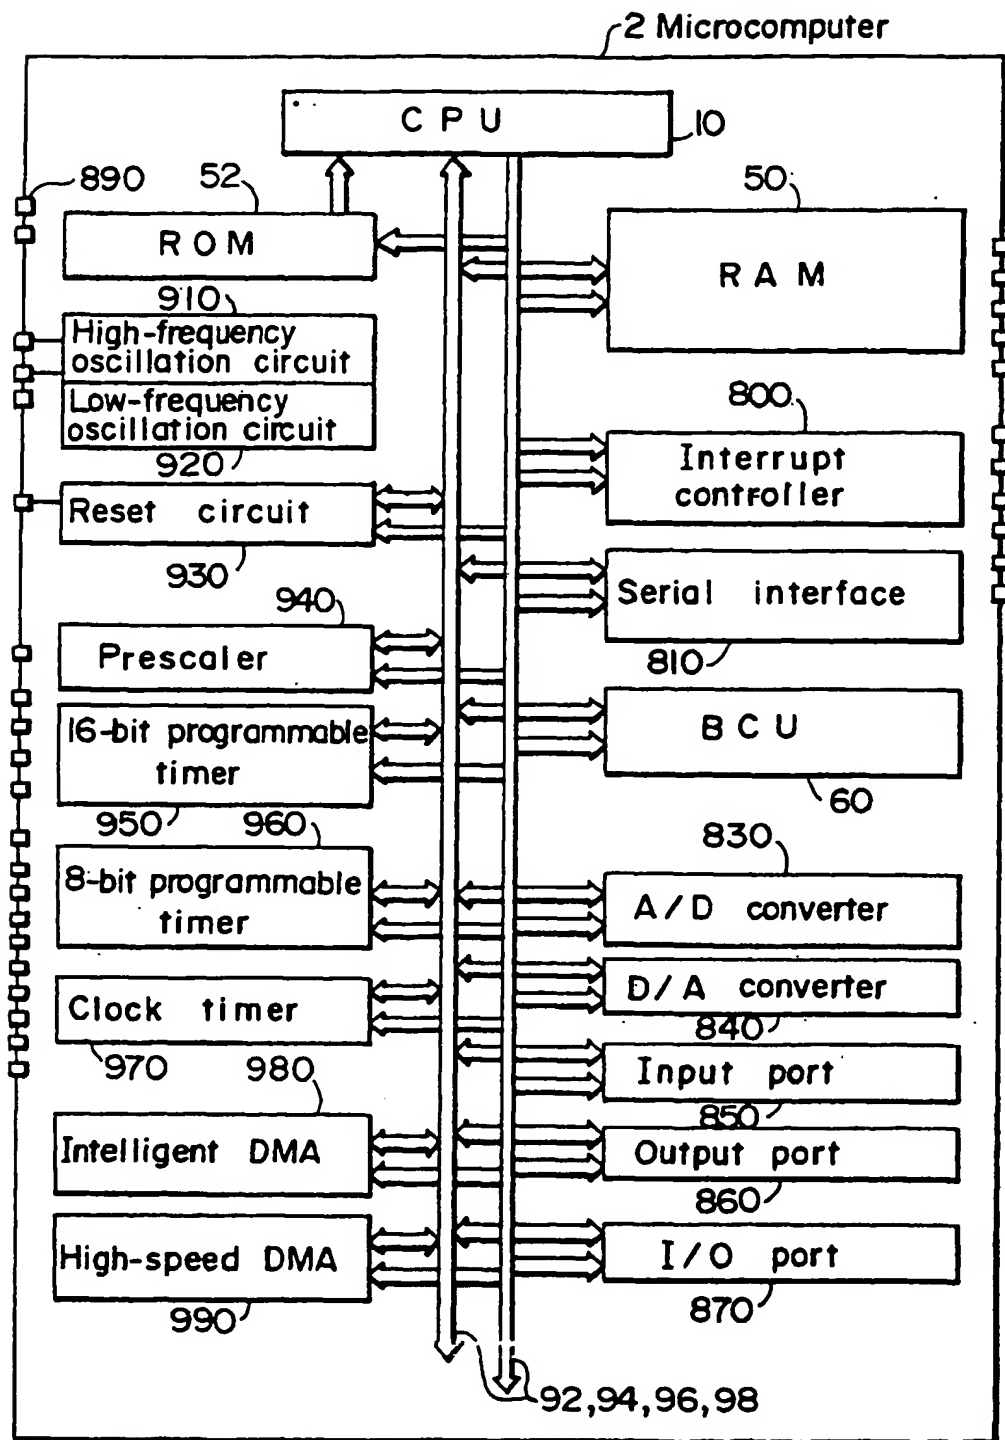 2 Microcomputer
CPU
10
890
52
50
ROM
RAM
910
High-frequency
oscillation circuit
Low-frequency
oscillation circuit
920
800
Interrupt
controller
Reset circuit
930
Serial interface
810
940
Prescaler
BCU
60
16-bit programmable
timer
950
960
830
8-bit programmable
timer
A/D converter
D/A converter
840
Clock timer
970
980
Input port
850
Intelligent DMA
Output port
860
High-speed DMA
990
I/O port
870
92,94,96,98